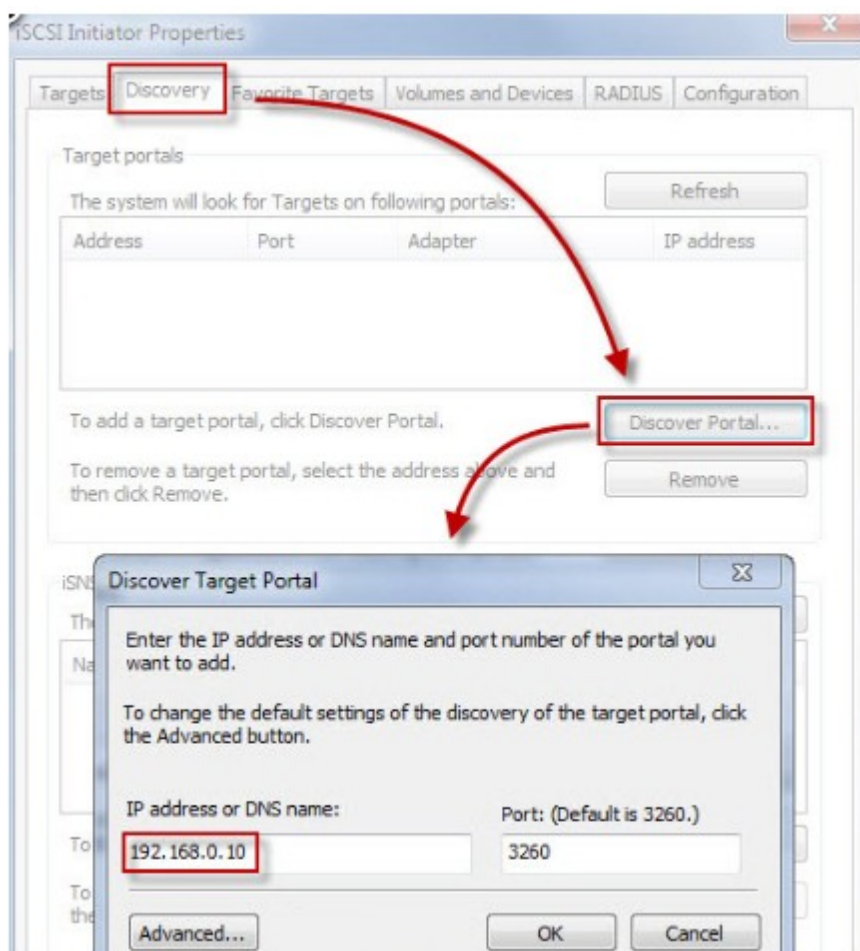 iSCSI Initiator Properties
Targets Discovery Favorite Targets Volumes and Devices RADIUS Configuration
Target portals
The system will look for Targets on following portals:
Refresh
Address Port Adapter IP address
To add a target portal, click Discover Portal.
Discover Portal...
To remove a target portal, select the address above and
then click Remove.
Remove
iSNS
Discover Target Portal
Enter the IP address or DNS name and port number of the portal you
want to add.
To change the default settings of the discovery of the target portal, click
the Advanced button.
IP address or DNS name:
Port: (Default is 3260.)
192.168.0.10
3260
To
To
the
Advanced...
OK
Cancel